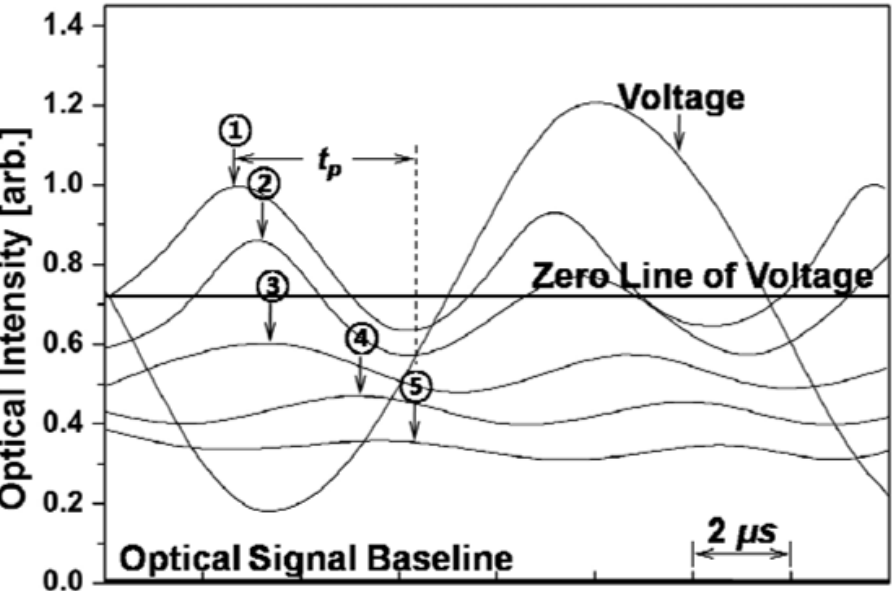 Optical Intensity [arb.]
1.4
1.2
1.0
0.8
0.6
0.4
0.2
0.0
Voltage
①
t_p
②
Zero Line of Voltage
③
④
⑤
2 μs
Optical Signal Baseline